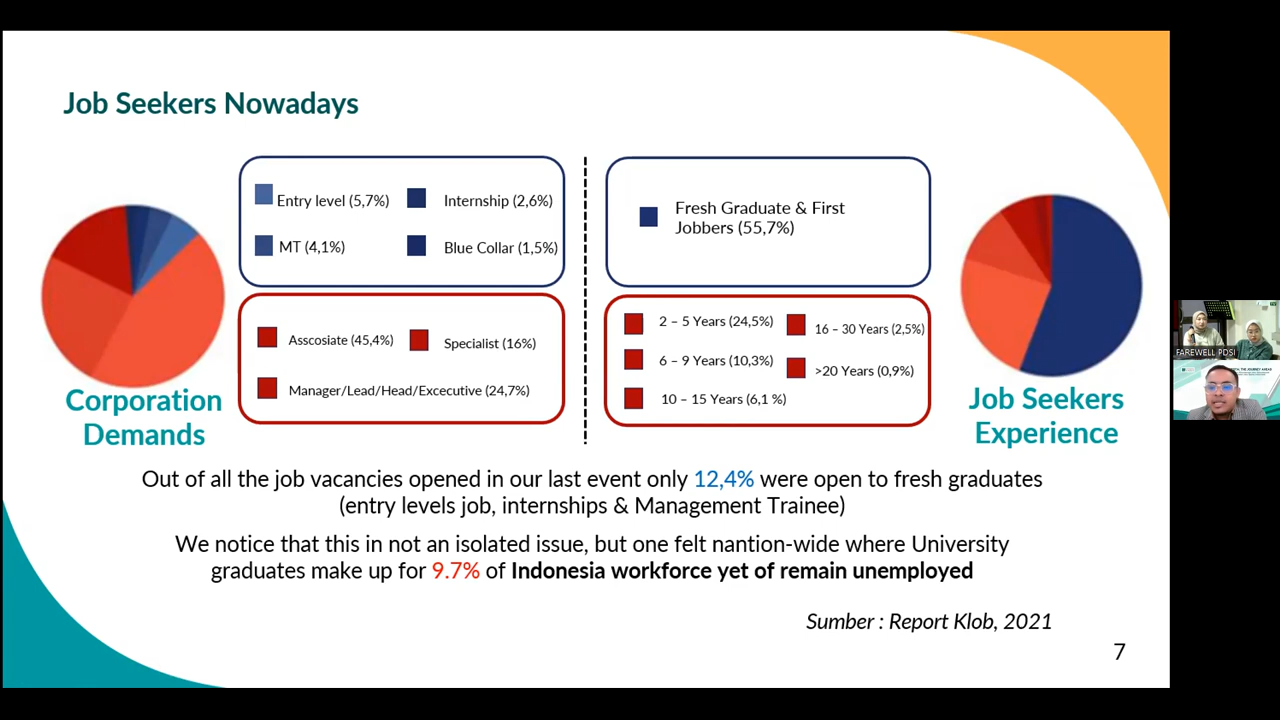 Job Seekers Nowadays
Entry level (5,7%)
Internship (2,6%)
MT (4,1%)
Blue Collar (1,5%)
Asscosiate (45,4%)
Specialist (16%)
Manager/Lead/Head/Excecutive (24,7%)
Corporation
Demands
Fresh Graduate & First
Jobbers (55,7%)
2 – 5 Years (24,5%)
16 – 30 Years (2,5%)
6 – 9 Years (10,3%)
>20 Years (0,9%)
10 – 15 Years (6,1 %)
Job Seekers
Experience
Out of all the job vacancies opened in our last event only 12,4% were open to fresh graduates
(entry levels job, internships & Management Trainee)
We notice that this in not an isolated issue, but one felt nantion-wide where University
graduates make up for 9.7% of Indonesia workforce yet of remain unemployed
Sumber : Report Klob, 2021
7
FAREWELL PDSI